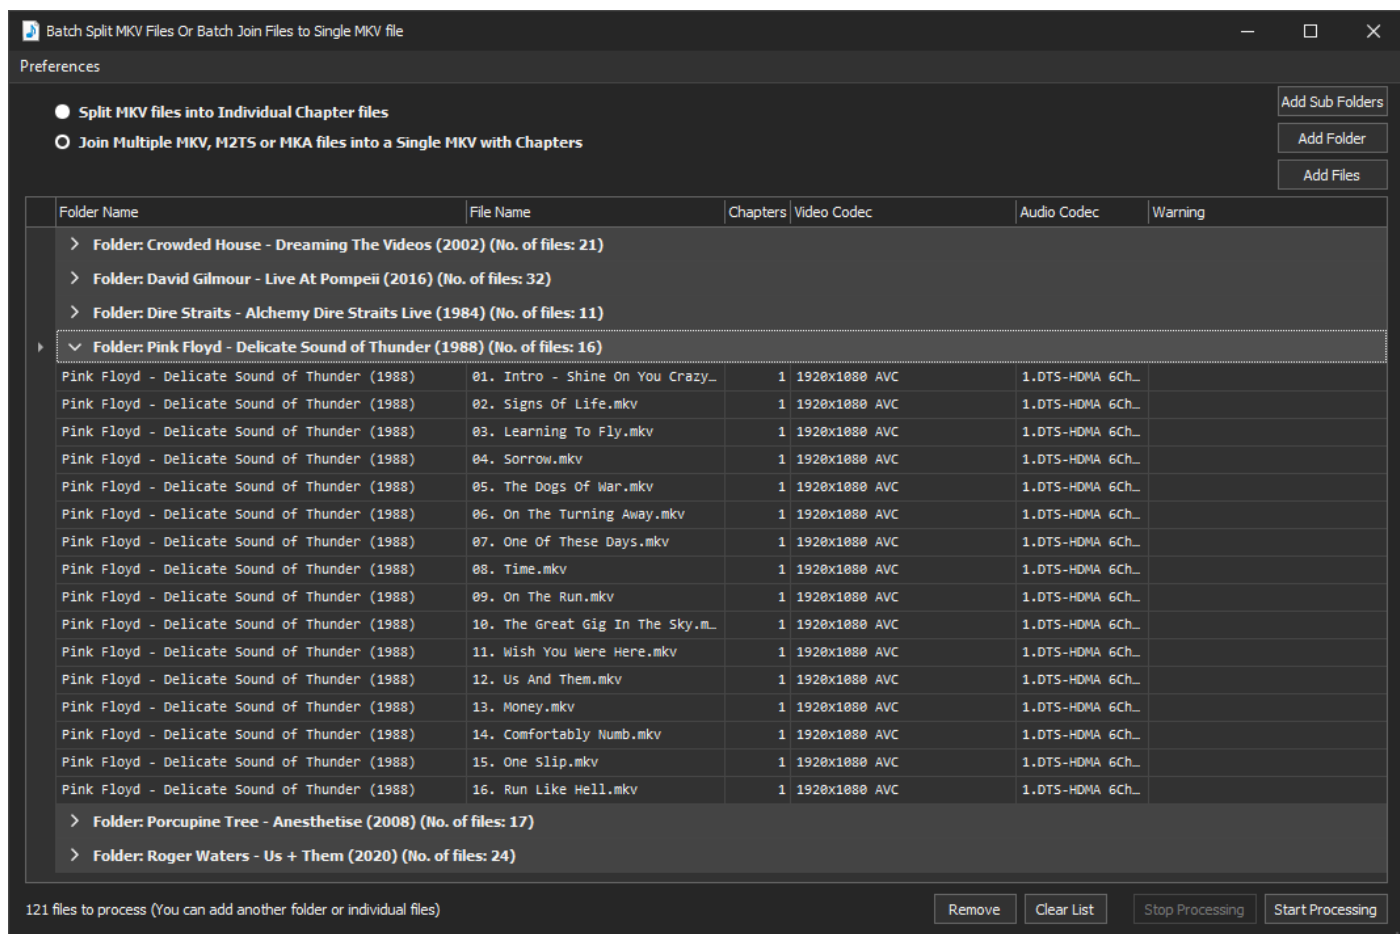 Batch Split MKV Files Or Batch Join Files to Single MKV file
Preferences
Split MKV files into Individual Chapter files
Join Multiple MKV, M2TS or MKA files into a Single MKV with Chapters
Add Sub Folders
Add Folder
Add Files
Folder Name File Name Chapters Video Codec Audio Codec Warning
Folder: Crowded House - Dreaming The Videos (2002) (No. of files: 21)
Folder: David Gilmour - Live At Pompeii (2016) (No. of files: 32)
Folder: Dire Straits - Alchemy Dire Straits Live (1984) (No. of files: 11)
Folder: Pink Floyd - Delicate Sound of Thunder (1988) (No. of files: 16)
Pink Floyd - Delicate Sound of Thunder (1988) 01. Intro - Shine On You Crazy… 1 1920x1080 AVC 1.DTS-HDMA 6Ch…
Pink Floyd - Delicate Sound of Thunder (1988) 02. Signs Of Life.mkv 1 1920x1080 AVC 1.DTS-HDMA 6Ch…
Pink Floyd - Delicate Sound of Thunder (1988) 03. Learning To Fly.mkv 1 1920x1080 AVC 1.DTS-HDMA 6Ch…
Pink Floyd - Delicate Sound of Thunder (1988) 04. Sorrow.mkv 1 1920x1080 AVC 1.DTS-HDMA 6Ch…
Pink Floyd - Delicate Sound of Thunder (1988) 05. The Dogs Of War.mkv 1 1920x1080 AVC 1.DTS-HDMA 6Ch…
Pink Floyd - Delicate Sound of Thunder (1988) 06. On The Turning Away.mkv 1 1920x1080 AVC 1.DTS-HDMA 6Ch…
Pink Floyd - Delicate Sound of Thunder (1988) 07. One Of These Days.mkv 1 1920x1080 AVC 1.DTS-HDMA 6Ch…
Pink Floyd - Delicate Sound of Thunder (1988) 08. Time.mkv 1 1920x1080 AVC 1.DTS-HDMA 6Ch…
Pink Floyd - Delicate Sound of Thunder (1988) 09. On The Run.mkv 1 1920x1080 AVC 1.DTS-HDMA 6Ch…
Pink Floyd - Delicate Sound of Thunder (1988) 10. The Great Gig In The Sky.m… 1 1920x1080 AVC 1.DTS-HDMA 6Ch…
Pink Floyd - Delicate Sound of Thunder (1988) 11. Wish You Were Here.mkv 1 1920x1080 AVC 1.DTS-HDMA 6Ch…
Pink Floyd - Delicate Sound of Thunder (1988) 12. Us And Them.mkv 1 1920x1080 AVC 1.DTS-HDMA 6Ch…
Pink Floyd - Delicate Sound of Thunder (1988) 13. Money.mkv 1 1920x1080 AVC 1.DTS-HDMA 6Ch…
Pink Floyd - Delicate Sound of Thunder (1988) 14. Comfortably Numb.mkv 1 1920x1080 AVC 1.DTS-HDMA 6Ch…
Pink Floyd - Delicate Sound of Thunder (1988) 15. One Slip.mkv 1 1920x1080 AVC 1.DTS-HDMA 6Ch…
Pink Floyd - Delicate Sound of Thunder (1988) 16. Run Like Hell.mkv 1 1920x1080 AVC 1.DTS-HDMA 6Ch…
Folder: Porcupine Tree - Anesthetise (2008) (No. of files: 17)
Folder: Roger Waters - Us + Them (2020) (No. of files: 24)
121 files to process (You can add another folder or individual files) Remove Clear List Stop Processing Start Processing